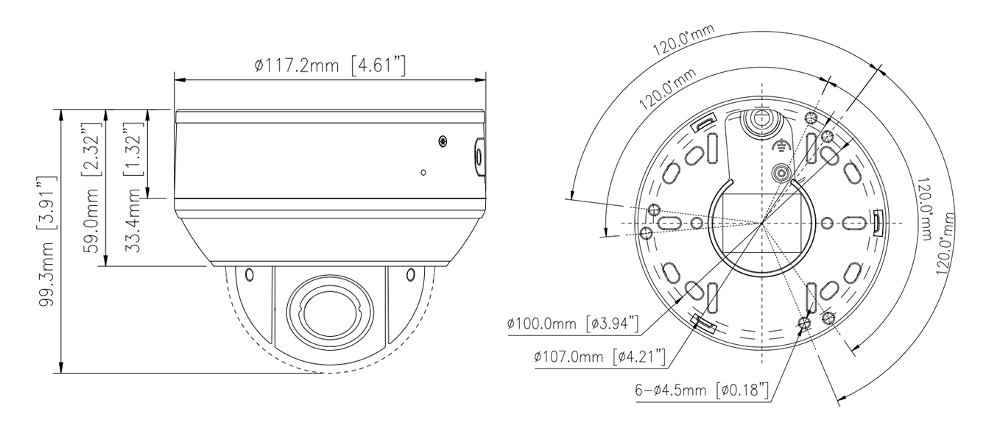 ø117.2mm [4.61”]
99.3mm [3.91”]
59.0mm [2.32”]
33.4mm [1.32”]
120.0°mm
120.0°mm
120.0°mm
120.0°mm
ø100.0mm [ø3.94”]
ø107.0mm [ø4.21”]
6-ø4.5mm [ø0.18”]